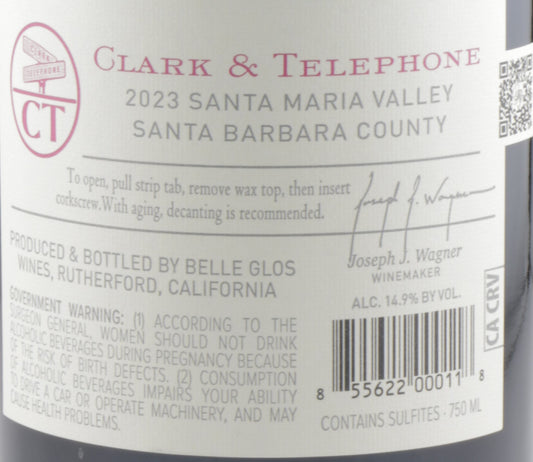 CLARK
TELEPHONE
CT
CLARK & TELEPHONE
2023 SANTA MARIA VALLEY
SANTA BARBARA COUNTY
To open, pull strip tab, remove wax top, then insert
corkscrew.With aging, decanting is recommended.
Joseph J. Wagner
Joseph J. Wagner
WINEMAKER
PRODUCED & BOTTLED BY BELLE GLOS
WINES, RUTHERFORD, CALIFORNIA
ALC. 14.9% BY VOL.
CA CRV
GOVERNMENT WARNING: (1) ACCORDING TO THE
SURGEON GENERAL, WOMEN SHOULD NOT DRINK
ALCOHOLIC BEVERAGES DURING PREGNANCY BECAUSE
OF THE RISK OF BIRTH DEFECTS. (2) CONSUMPTION
OF ALCOHOLIC BEVERAGES IMPAIRS YOUR ABILITY
TO DRIVE A CAR OR OPERATE MACHINERY, AND MAY
CAUSE HEALTH PROBLEMS.
8 55622 00011 8
CONTAINS SULFITES · 750 ML